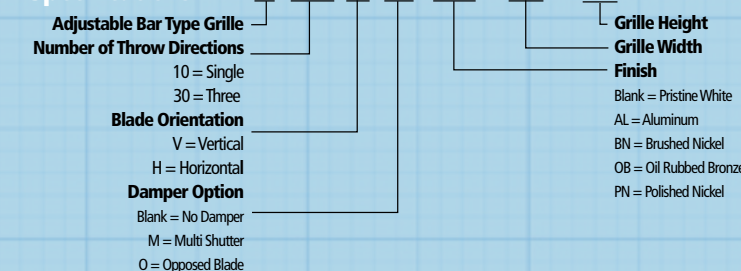 Adjustable Bar Type Grille
Number of Throw Directions
10 = Single
30 = Three
Blade Orientation
V = Vertical
H = Horizontal
Damper Option
Blank = No Damper
M = Multi Shutter
O = Opposed Blade
Grille Height
Grille Width
Finish
Blank = Pristine White
AL = Aluminum
BN = Brushed Nickel
OB = Oil Rubbed Bronze
PN = Polished Nickel